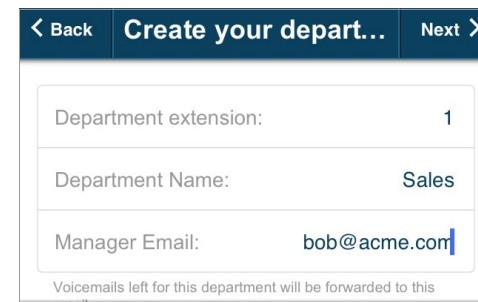 Back Create your depart... Next
Department extension: 1
Department Name: Sales
Manager Email: bob@acme.com
Voicemails left for this department will be forwarded to this